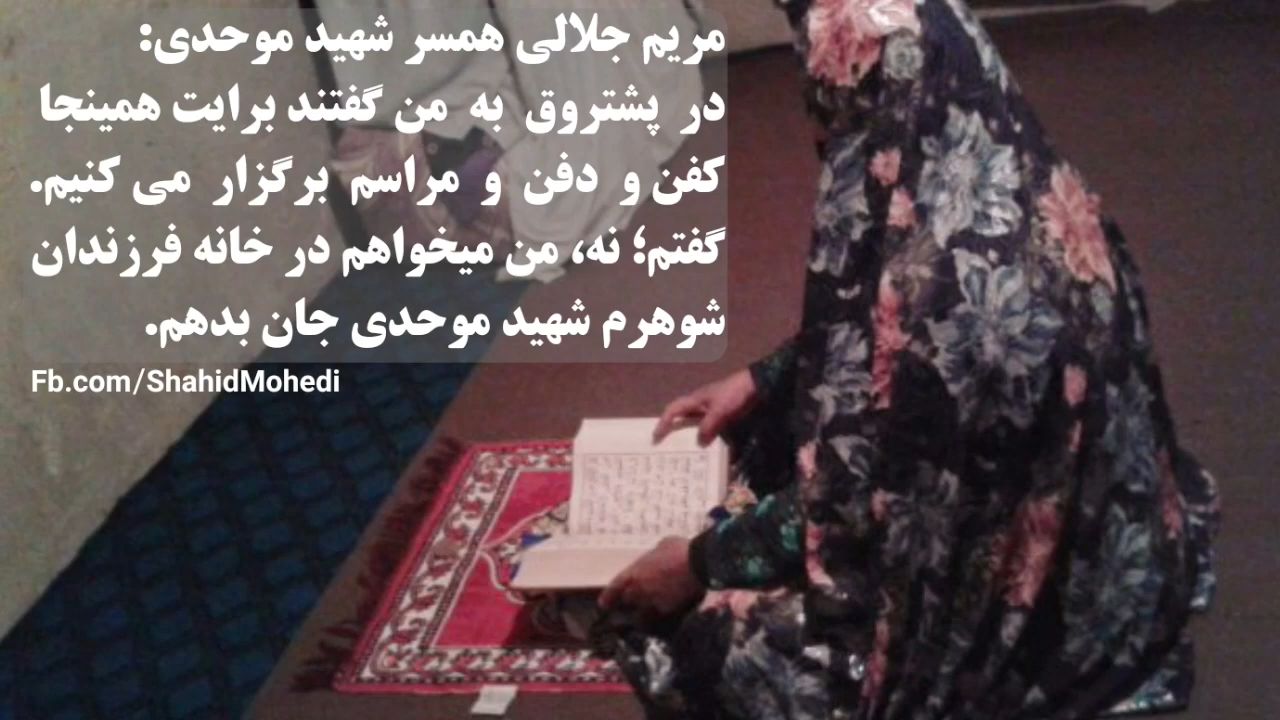 مریم جلالی همسر شهید موحدی:
در پشتروق به من گفتند برایت همینجا
کفن و دفن و مراسم برگزار می کنیم.
گفتم؛ نه، من میخواهم در خانه فرزندان
شوهرم شهید موحدی جان بدهم.
Fb.com/ShahidMohedi